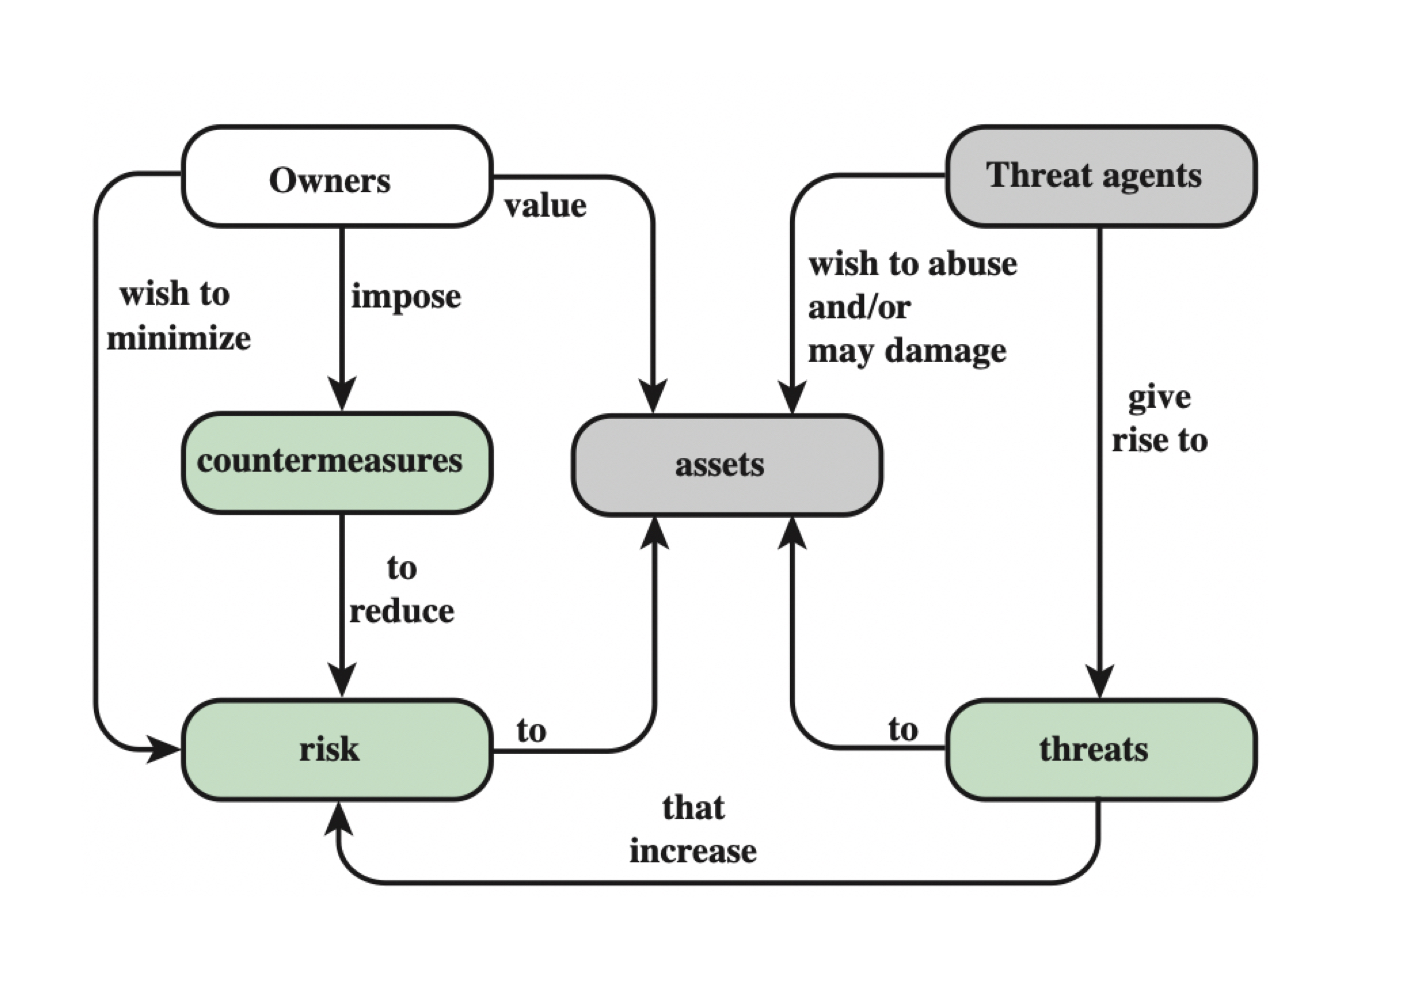 Owners
Threat agents
value
wish to
minimize
impose
wish to abuse
and/or
may damage
give
rise to
countermeasures
assets
to
reduce
risk
to
to
threats
that
increase